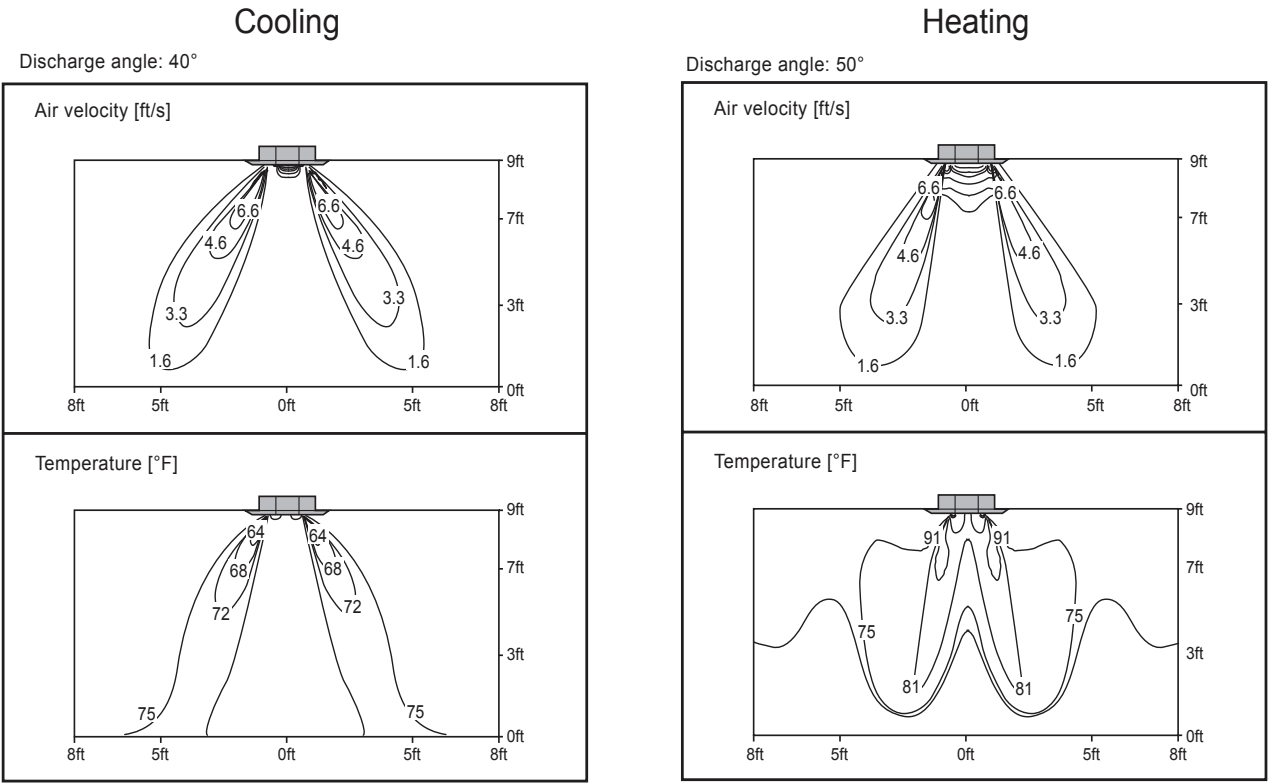 Cooling
Discharge angle: 40°
Air velocity [ft/s]
9ft
6.6
6.6
7ft
4.6
4.6
3.3
3.3
3ft
1.6
1.6
0ft
8ft 5ft 0ft 5ft 8ft
Temperature [°F]
9ft
64
64
68
68
7ft
72
72
3ft
75
75
0ft
8ft 5ft 0ft 5ft 8ft
Heating
Discharge angle: 50°
Air velocity [ft/s]
9ft
6.6
6.6
7ft
4.6
4.6
3.3
3.3
3ft
1.6
1.6
0ft
8ft 5ft 0ft 5ft 8ft
Temperature [°F]
9ft
91
91
7ft
75
75
3ft
81
81
0ft
8ft 5ft 0ft 5ft 8ft